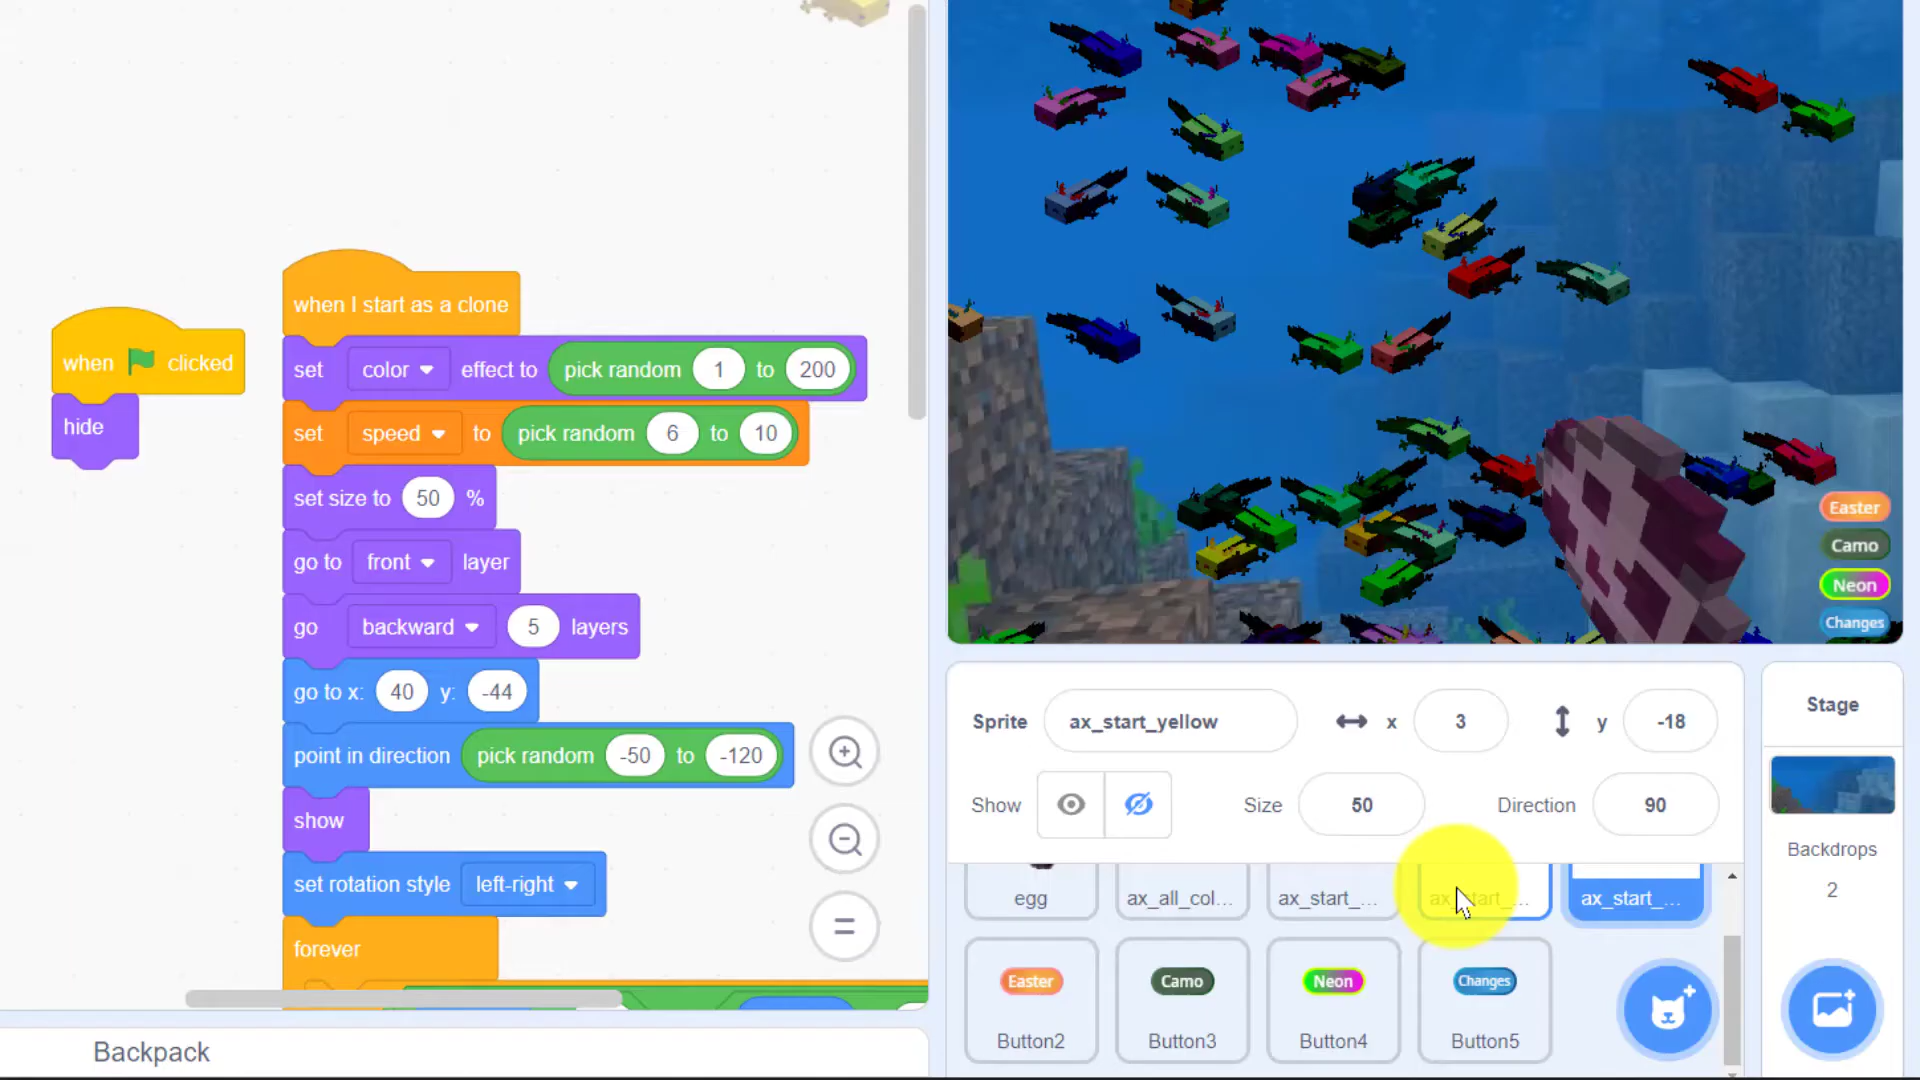 when clicked
hide
when I start as a clone
set color effect to pick random 1 to 200
set speed to pick random 6 to 10
set size to 50 %
go to front layer
go backward 5 layers
go to x: 40 y: -44
point in direction pick random -50 to -120
show
set rotation style left-right
forever
Backpack
Easter
Camo
Neon
Changes
Sprite ax_start_yellow x 3 y -18
Show Size 50 Direction 90
egg ax_all_col... ax_start_... ax_start_... ax_start_...
Easter Camo Neon Changes
Button2 Button3 Button4 Button5
Stage
Backdrops
2